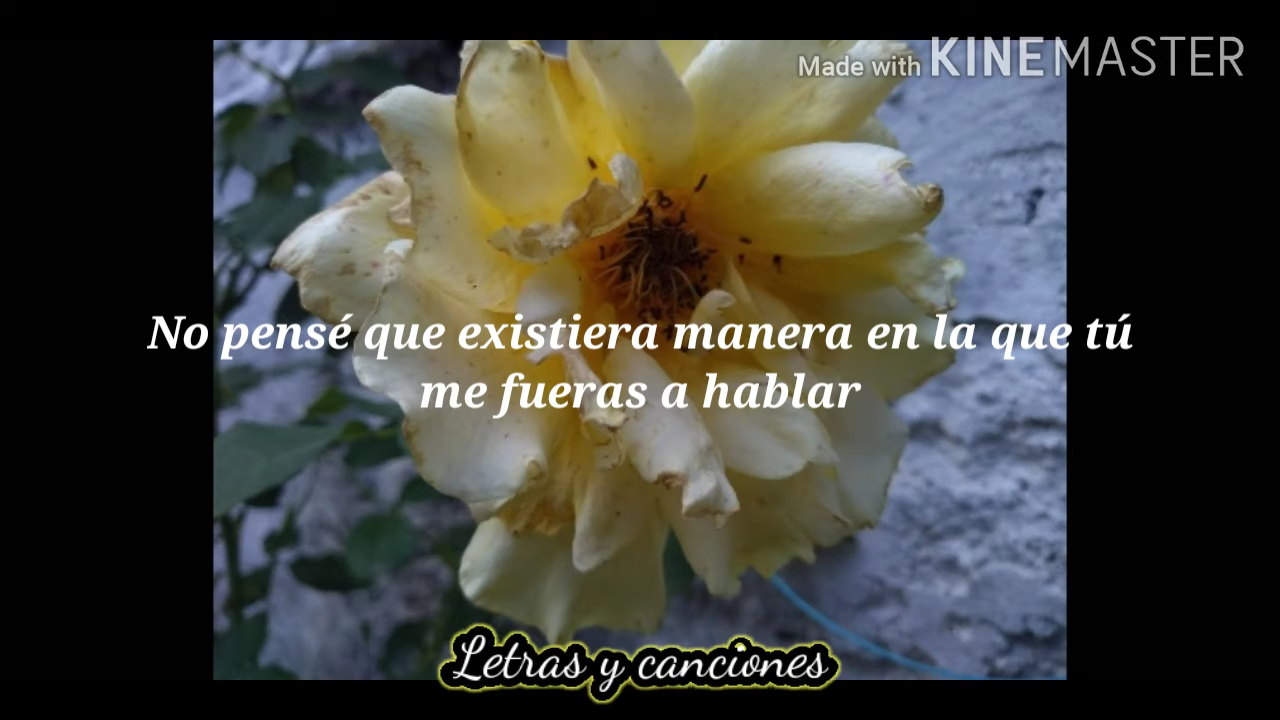 Made with KINEMASTER
No pensé que existiera manera en la que tú
me fueras a hablar
Letras y canciones